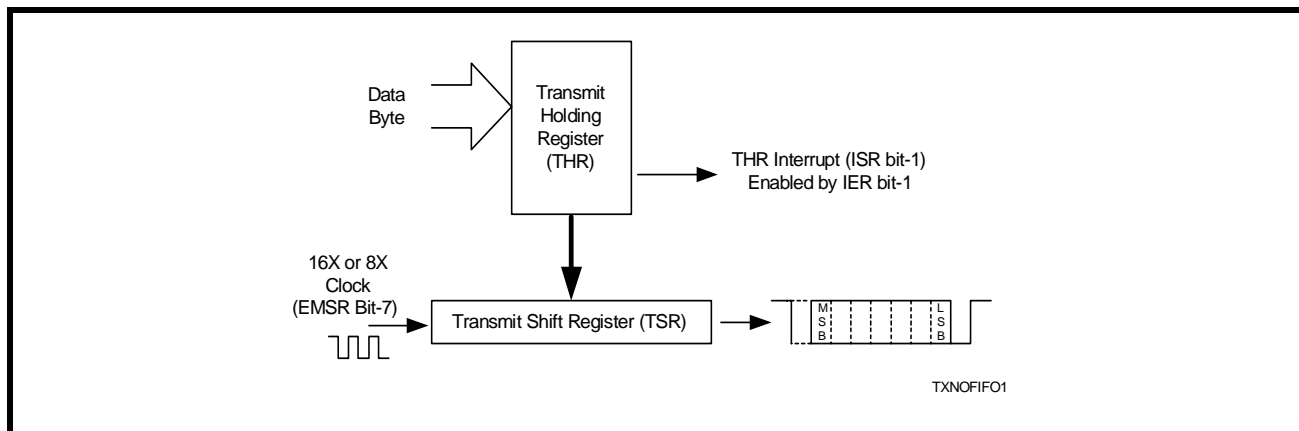 Data
Byte
Transmit
Holding
Register
(THR)
THR Interrupt (ISR bit-1)
Enabled by IER bit-1
16X or 8X
Clock
(EMSR Bit-7)
Transmit Shift Register (TSR)
M
S
B
L
S
B
TXNOFIFO1